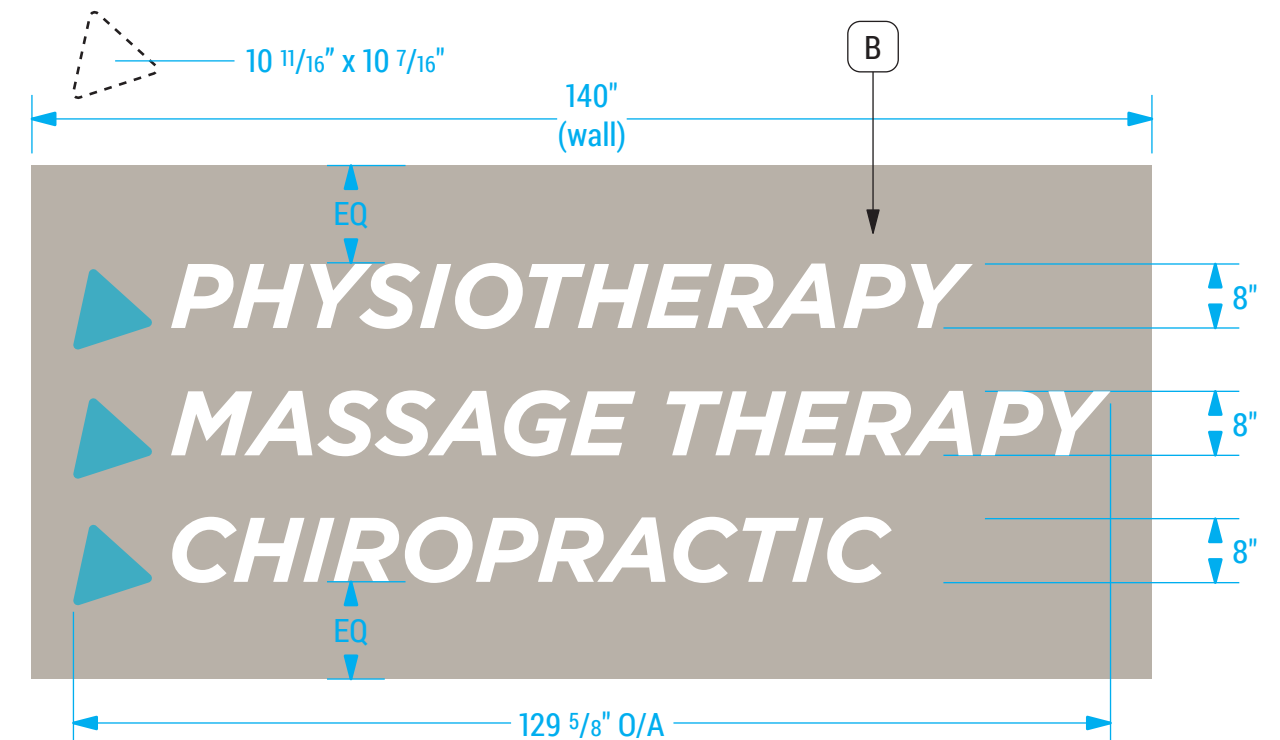 10 11/16" x 10 7/16"
B
140"
(wall)
EQ
PHYSIOTHERAPY
8"
MASSAGE THERAPY
8"
CHIROPRACTIC
8"
EQ
129 5/8" O/A